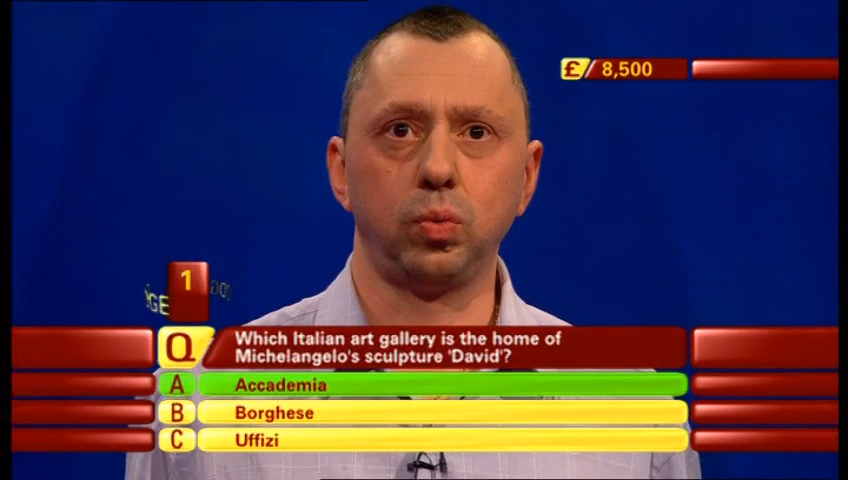 £ 8,500
1
Q Which Italian art gallery is the home of
Michelangelo's sculpture 'David'?
A Accademia
B Borghese
C Uffizi